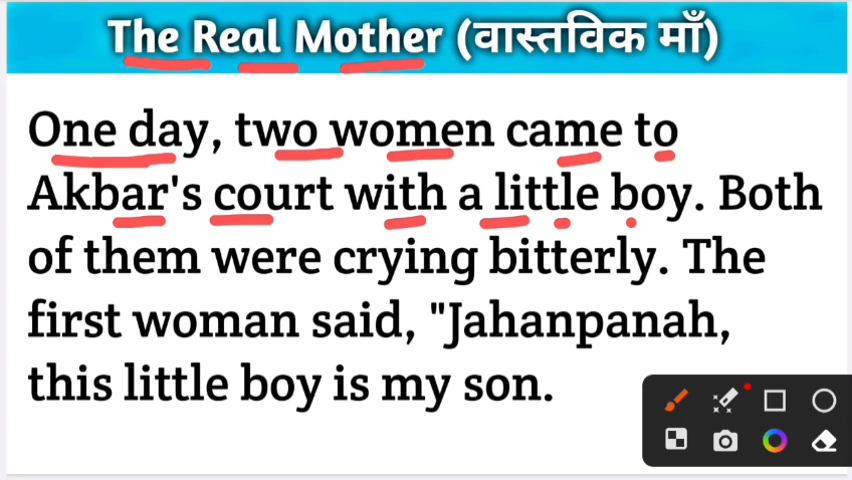 The Real Mother (वास्तविक माँ)
One day, two women came to
Akbar's court with a little boy. Both
of them were crying bitterly. The
first woman said, "Jahanpanah,
this little boy is my son.